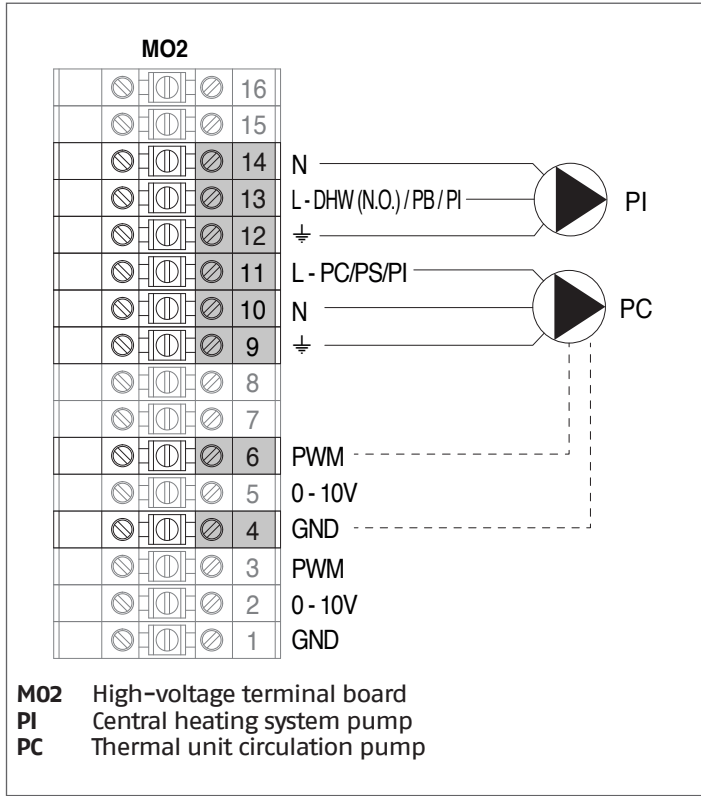 MO2
16
15
14 N
13 L - DHW (N.O.) / PB / PI PI
12 ⏚
11 L - PC/PS/PI
10 N PC
9 ⏚
8
7
6 PWM
5 0 - 10V
4 GND
3 PWM
2 0 - 10V
1 GND
M02 High-voltage terminal board
PI Central heating system pump
PC Thermal unit circulation pump